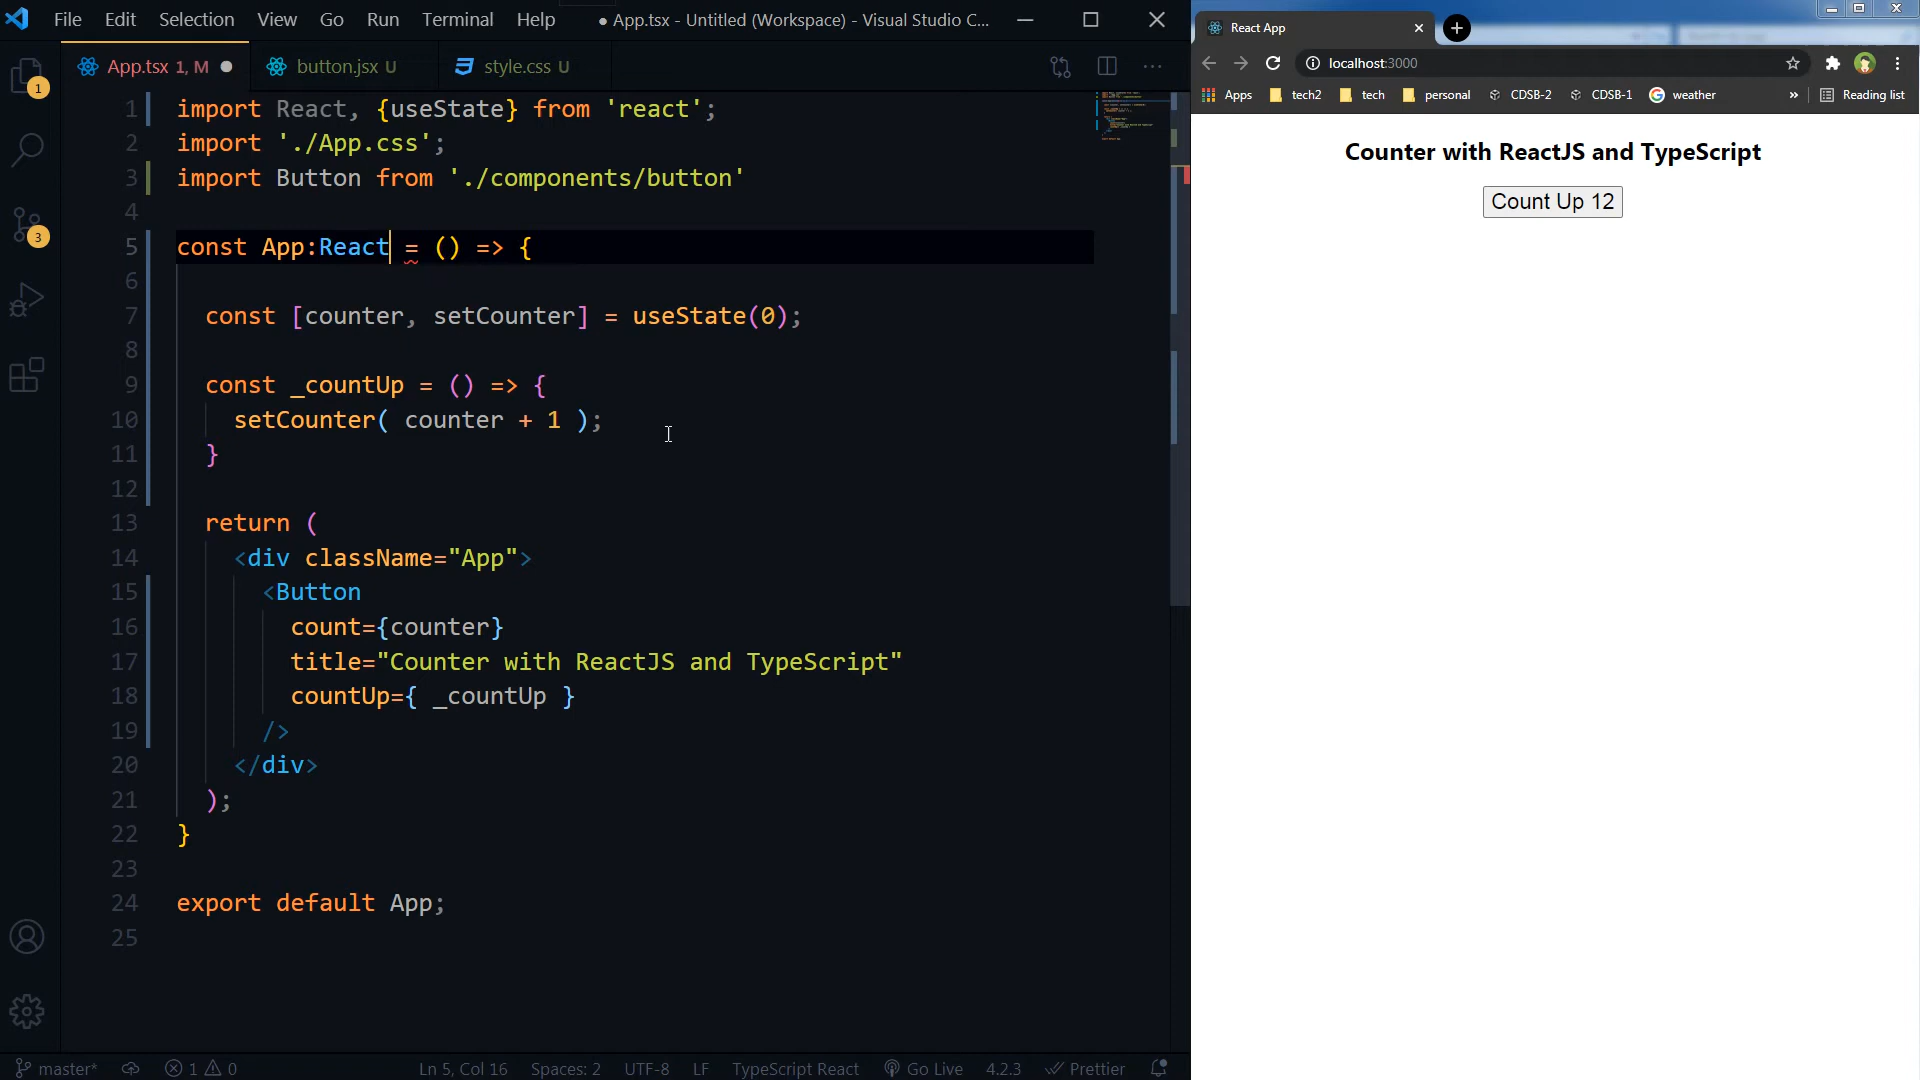 File Edit Selection View Go Run Terminal Help ● App.tsx - Untitled (Workspace) - Visual Studio C...
App.tsx 1, M ● button.jsx U style.css U ...
1 import React, {useState} from 'react';
2 import './App.css';
3 import Button from './components/button'
4
5 const App:React = () => {
6
7 const [counter, setCounter] = useState(0);
8
9 const _countUp = () => {
10 setCounter( counter + 1 );
11 }
12
13 return (
14 <div className="App">
15 <Button
16 count={counter}
17 title="Counter with ReactJS and TypeScript"
18 countUp={ _countUp }
19 />
20 </div>
21 );
22 }
23
24 export default App;
25
1
3
master* 1 0 Ln 5, Col 16 Spaces: 2 UTF-8 LF TypeScript React Go Live 4.2.3 Prettier
React App
localhost:3000
Apps tech2 tech personal CDSB-2 CDSB-1 weather » Reading list
Counter with ReactJS and TypeScript
Count Up 12